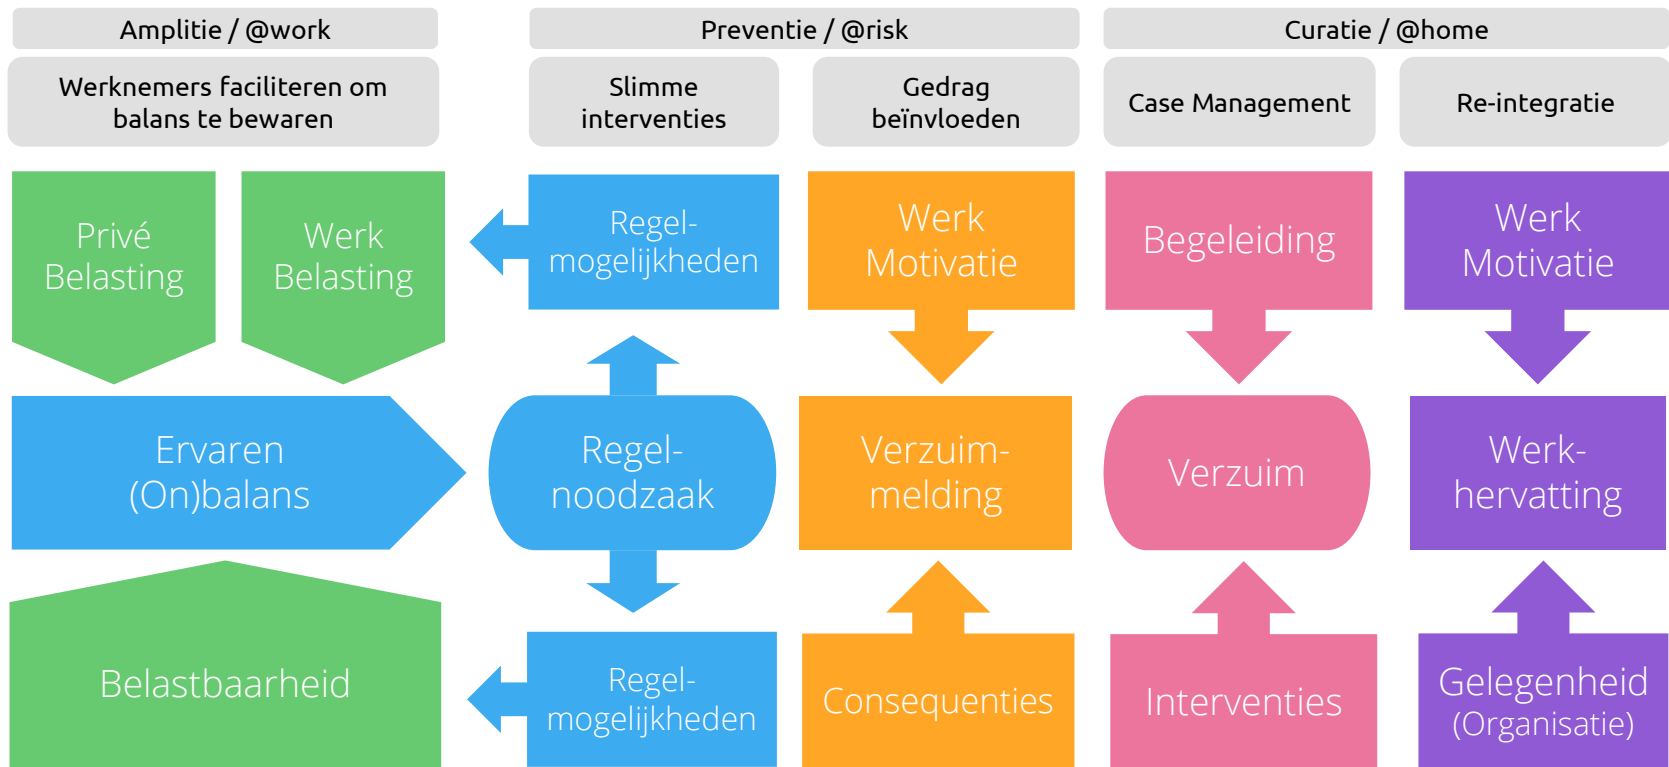 Amplitie / @work
Preventie / @risk
Curatie / @home
Werknemers faciliteren om
balans te bewaren
Slimme
interventies
Gedrag
beïnvloeden
Case Management
Re-integratie
Privé
Belasting
Werk
Belasting
Regel-
mogelijkheden
Werk
Motivatie
Begeleiding
Werk
Motivatie
Ervaren
(On)balans
Regel-
noodzaak
Verzuim-
melding
Verzuim
Werk-
hervatting
Belastbaarheid
Regel-
mogelijkheden
Consequenties
Interventies
Gelegenheid
(Organisatie)